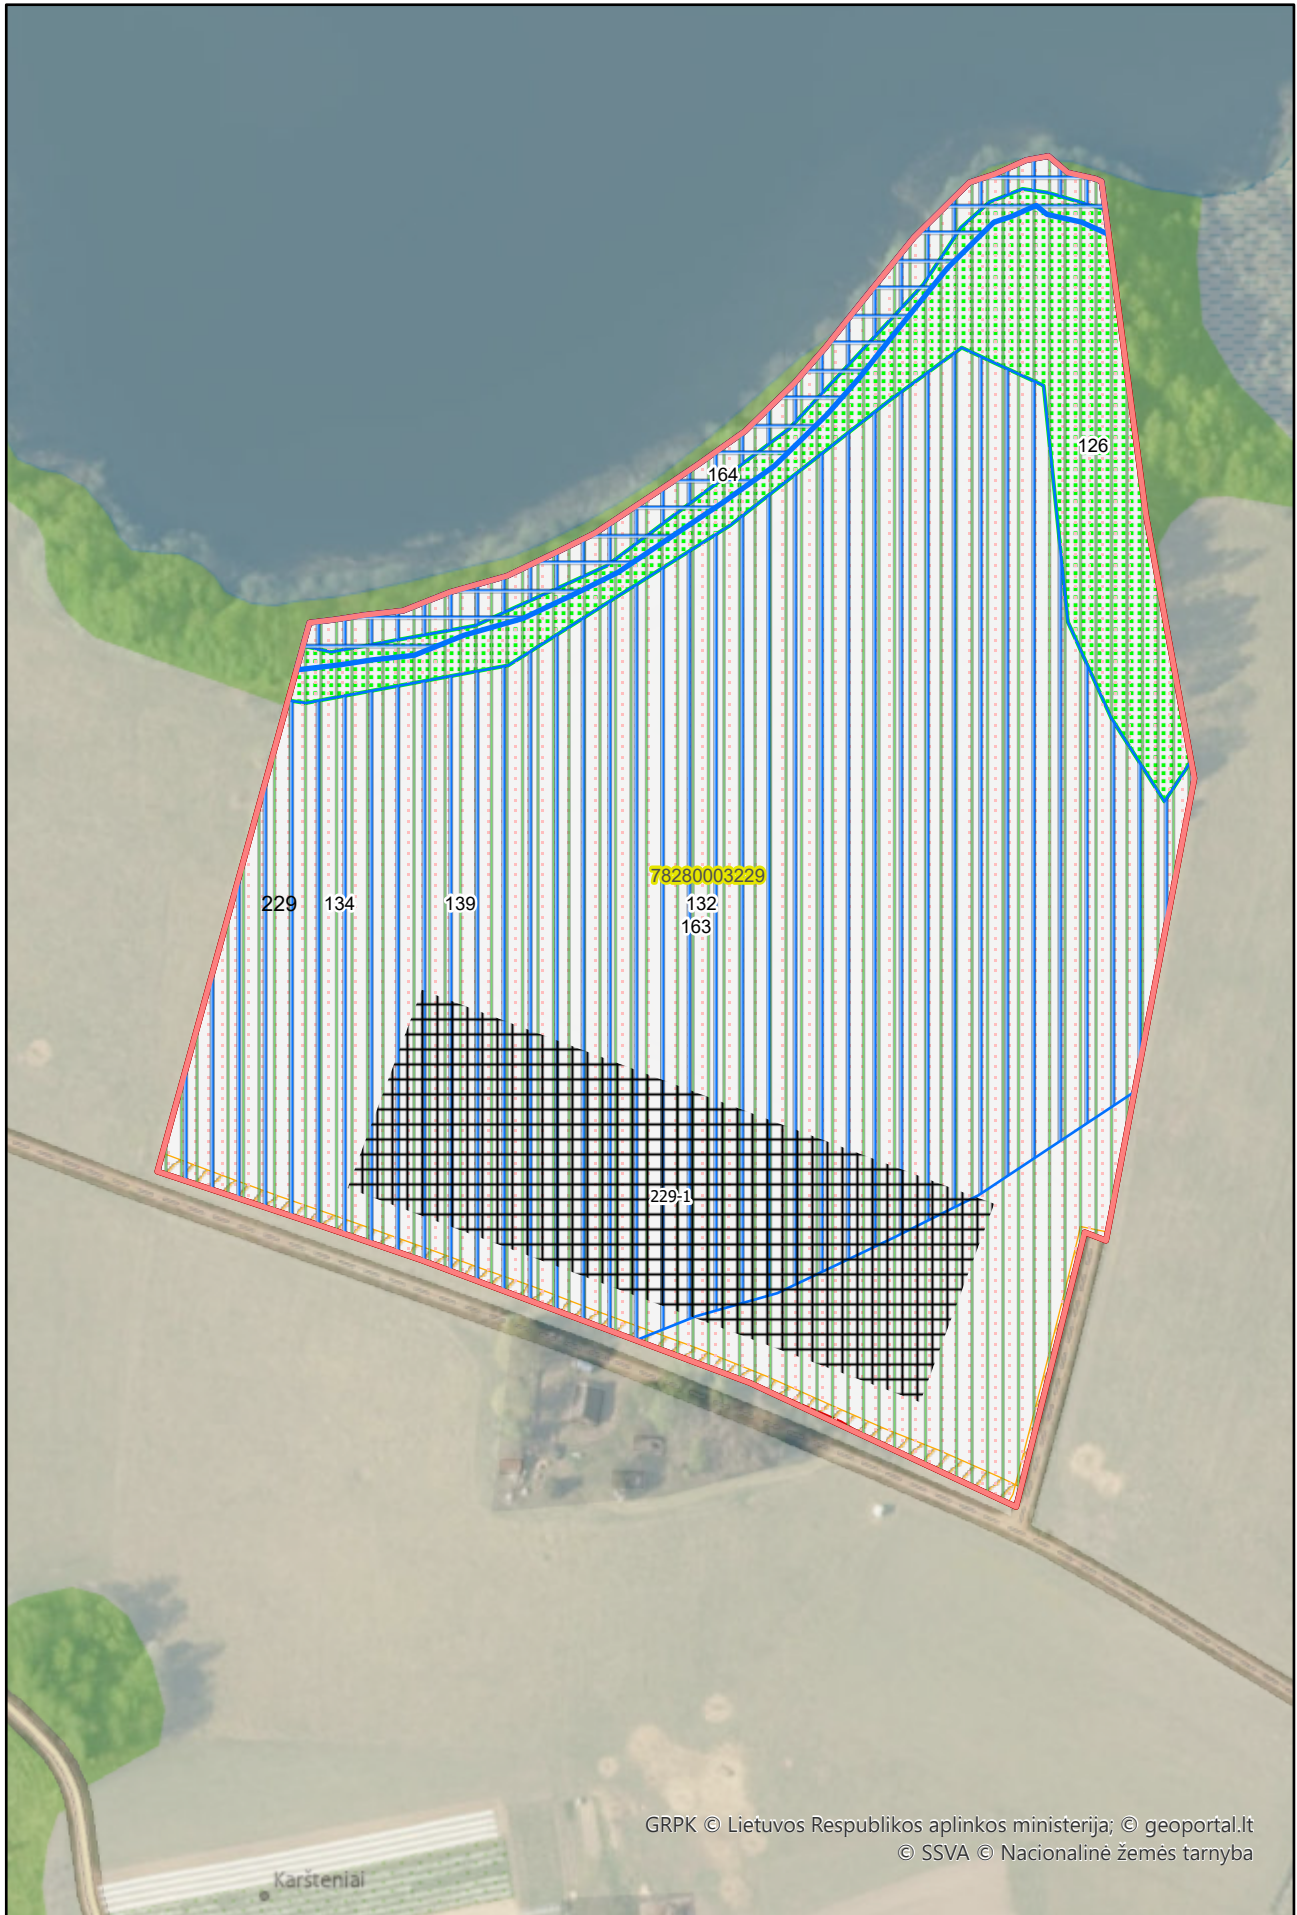 126
164
78280003229
229 134 139 132
163
229-1
GRPK © Lietuvos Respublikos aplinkos ministerija; © geoportal.lt
© SSVA © Nacionalinė žemės tarnyba
Karšteniai